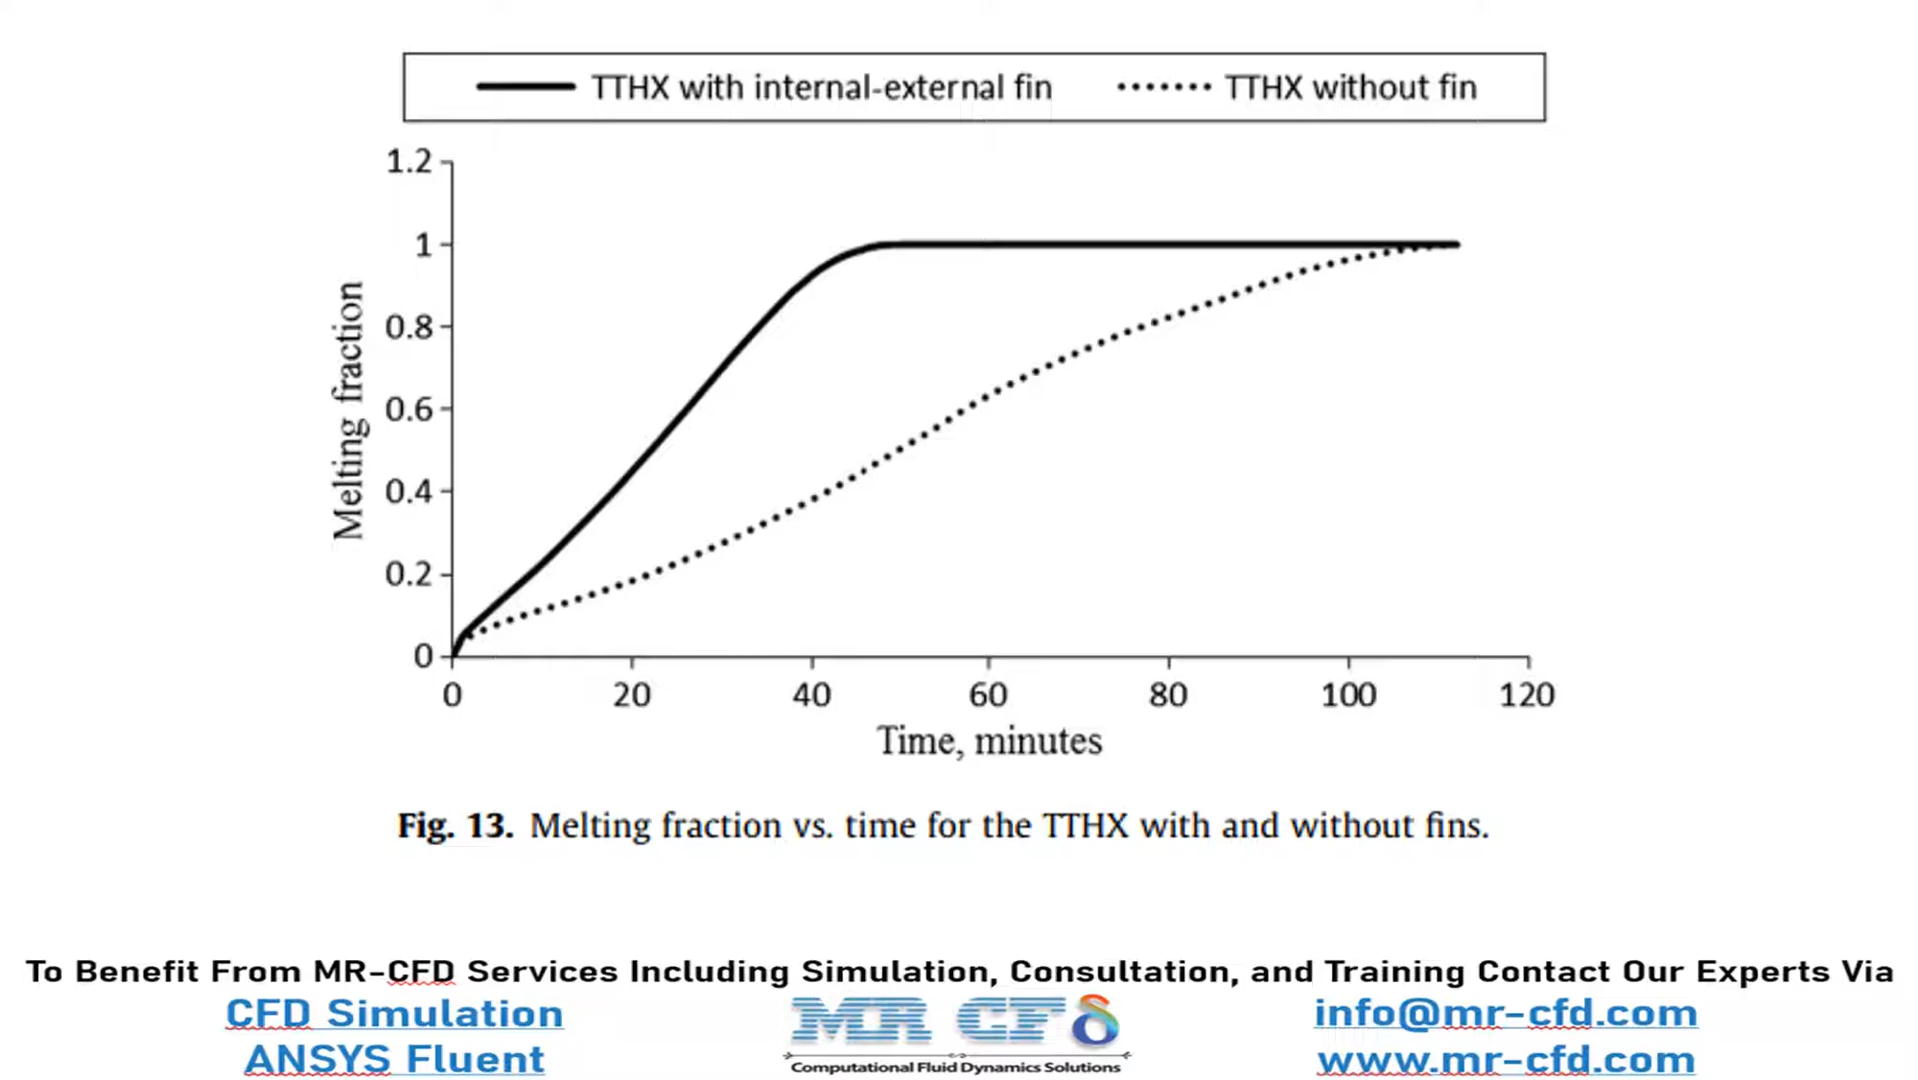 TTHX with internal-external fin TTHX without fin
1.2
1
0.8
0.6
0.4
0.2
0
Melting fraction
0 20 40 60 80 100 120
Time, minutes
Fig. 13. Melting fraction vs. time for the TTHX with and without fins.
To Benefit From MR-CFD Services Including Simulation, Consultation, and Training Contact Our Experts Via
CFD Simulation
ANSYS Fluent
MR CFδ
Computational Fluid Dynamics Solutions
info@mr-cfd.com
www.mr-cfd.com